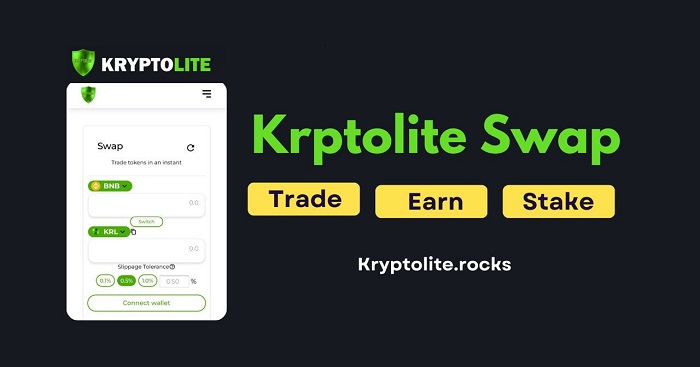 KRYPTOLITE
Swap
Trade tokens in an instant
BNB
0.0
Switch
KRL
0.0
Slippage Tolerance
0.1% 0.5% 1.0% 0.50 %
Connect wallet
Krptolite Swap
Trade Earn Stake
Kryptolite.rocks